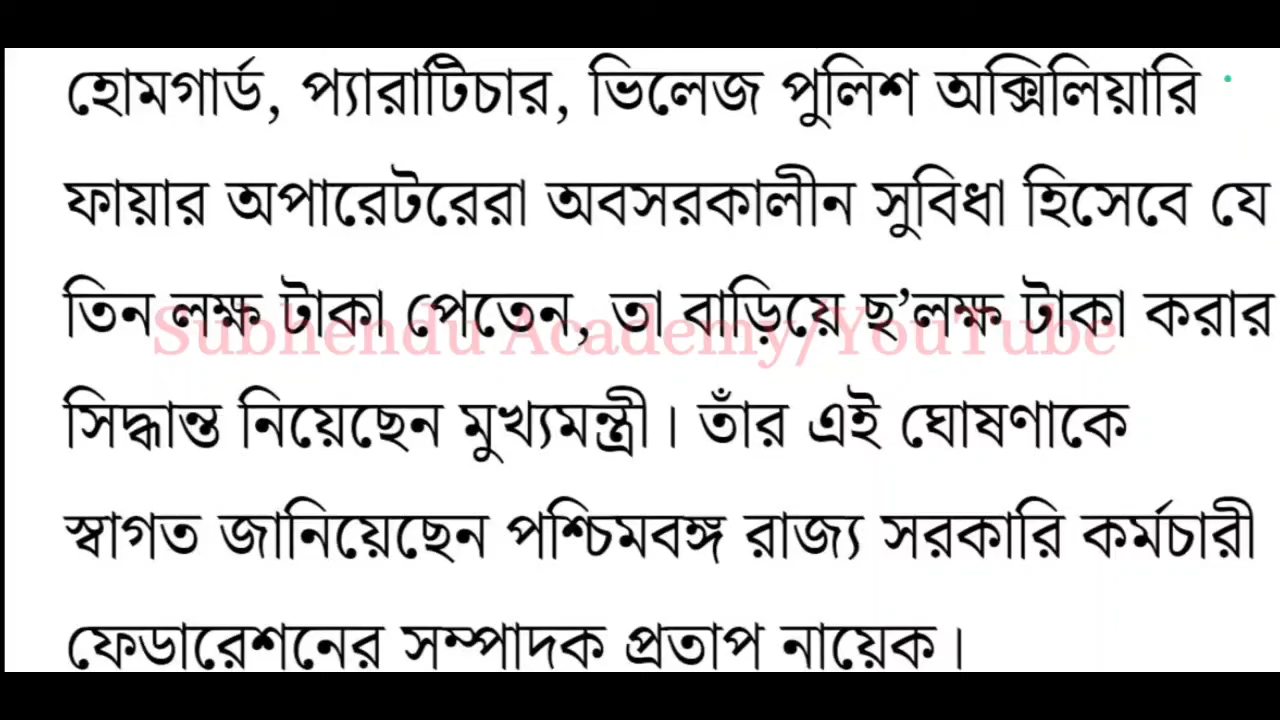 হোমগার্ড, প্যারাটিচার, ভিলেজ পুলিশ অক্সিলিয়ারি
ফায়ার অপারেটরেরা অবসরকালীন সুবিধা হিসেবে যে
তিন লক্ষ টাকা পেতেন, তা বাড়িয়ে ছ’লক্ষ টাকা করার
Subhendu Academy/YouTube
সিদ্ধান্ত নিয়েছেন মুখ্যমন্ত্রী। তাঁর এই ঘোষণাকে
স্বাগত জানিয়েছেন পশ্চিমবঙ্গ রাজ্য সরকারি কর্মচারী
ফেডারেশনের সম্পাদক প্রতাপ নায়েক।